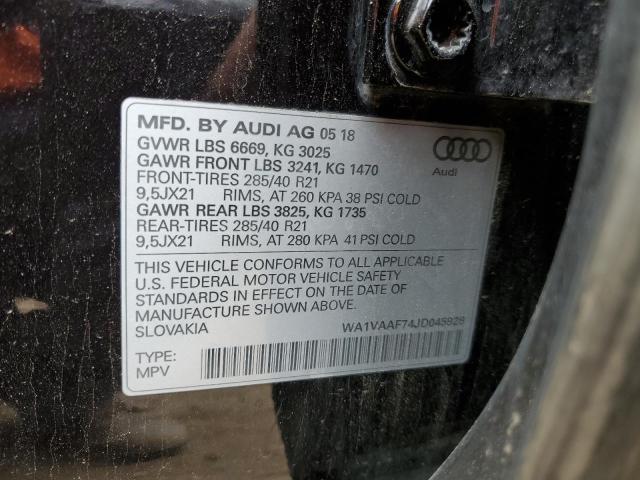 MFD. BY AUDI AG 05 18
GVWR LBS 6669, KG 3025
GAWR FRONT LBS 3241, KG 1470
FRONT-TIRES 285/40 R21
9,5JX21 RIMS, AT 260 KPA 38 PSI COLD
GAWR REAR LBS 3825, KG 1735
REAR-TIRES 285/40 R21
9,5JX21 RIMS, AT 280 KPA 41 PSI COLD
Audi
THIS VEHICLE CONFORMS TO ALL APPLICABLE
U.S. FEDERAL MOTOR VEHICLE SAFETY
STANDARDS IN EFFECT ON THE DATE OF
MANUFACTURE SHOWN ABOVE.
SLOVAKIA WA1VAAF74JD045928
TYPE:
MPV